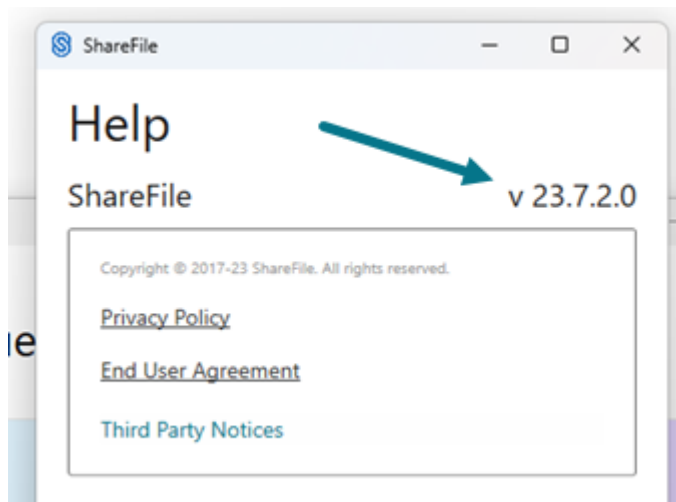 ShareFile
Help
ShareFile v 23.7.2.0
Copyright © 2017-23 ShareFile. All rights reserved.
Privacy Policy
End User Agreement
Third Party Notices